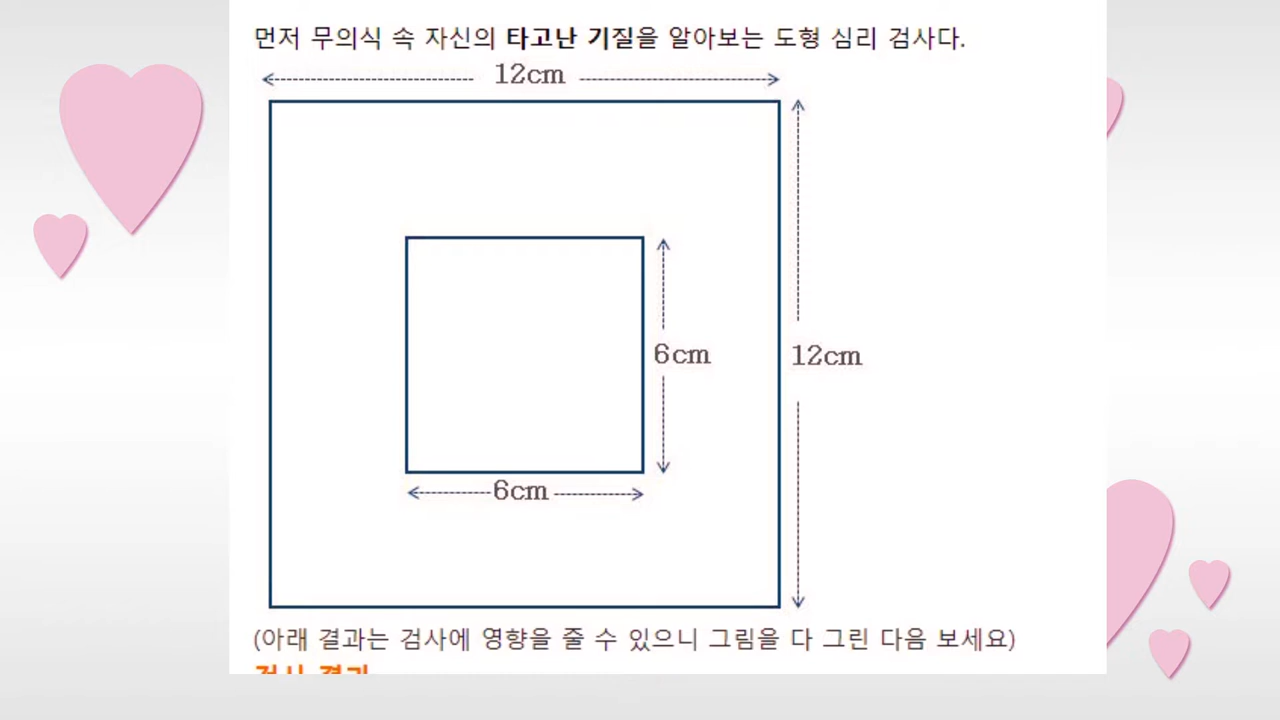 먼저 무의식 속 자신의 타고난 기질을 알아보는 도형 심리 검사다.
12cm
6cm
12cm
6cm
(아래 결과는 검사에 영향을 줄 수 있으니 그림을 다 그린 다음 보세요)